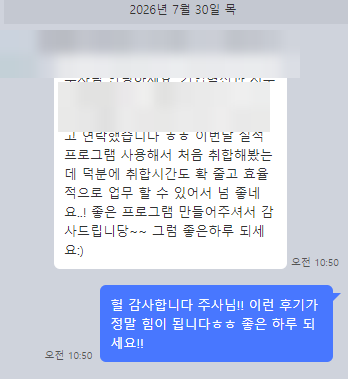 2026년 7월 30일 목
고 연락했습니다 ㅎㅎ 이번달 실적
프로그램 사용해서 처음 취합해봤는
데 덕분에 취합시간도 확 줄고 효율
적으로 업무 할 수 있어서 넘 좋네
요..! 좋은 프로그램 만들어주셔서 감
사드립니당~~ 그럼 좋은하루 되세
요:)
오전 10:50
헐 감사합니다 주사님!! 이런 후기가
정말 힘이 됩니다ㅎㅎ 좋은 하루 되
세요!!
오전 10:50